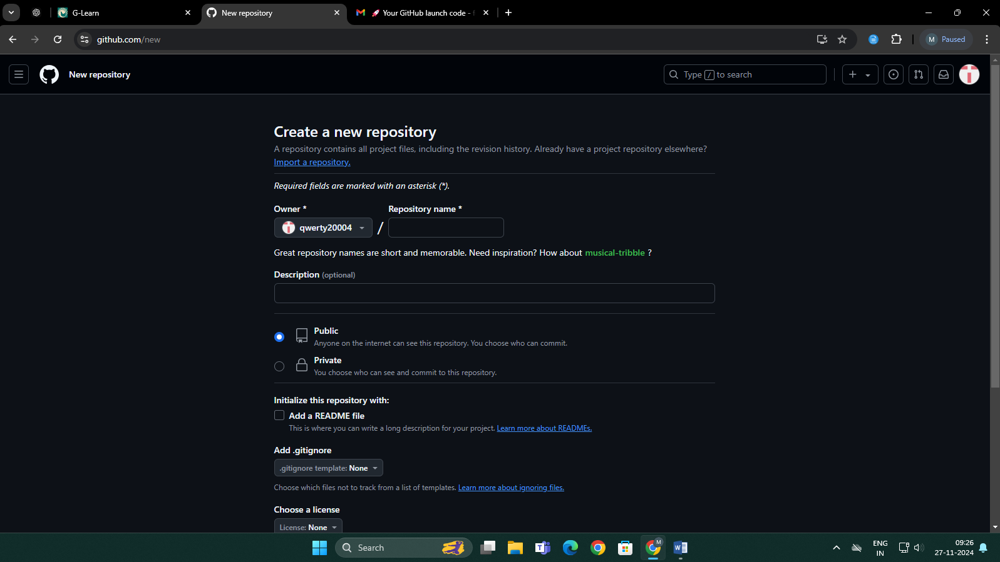 G-Learn
New repository
🚀 Your GitHub launch code -
github.com/new
M Paused
New repository
Type / to search
Create a new repository
A repository contains all project files, including the revision history. Already have a project repository elsewhere?
Import a repository.
Required fields are marked with an asterisk (*).
Owner * Repository name *
qwerty20004 /
Great repository names are short and memorable. Need inspiration? How about musical-tribble ?
Description (optional)
Public
Anyone on the internet can see this repository. You choose who can commit.
Private
You choose who can see and commit to this repository.
Initialize this repository with:
Add a README file
This is where you can write a long description for your project. Learn more about READMEs.
Add .gitignore
.gitignore template: None
Choose which files not to track from a list of templates. Learn more about ignoring files.
Choose a license
License: None
Search
M
ENG
IN
09:26
27-11-2024